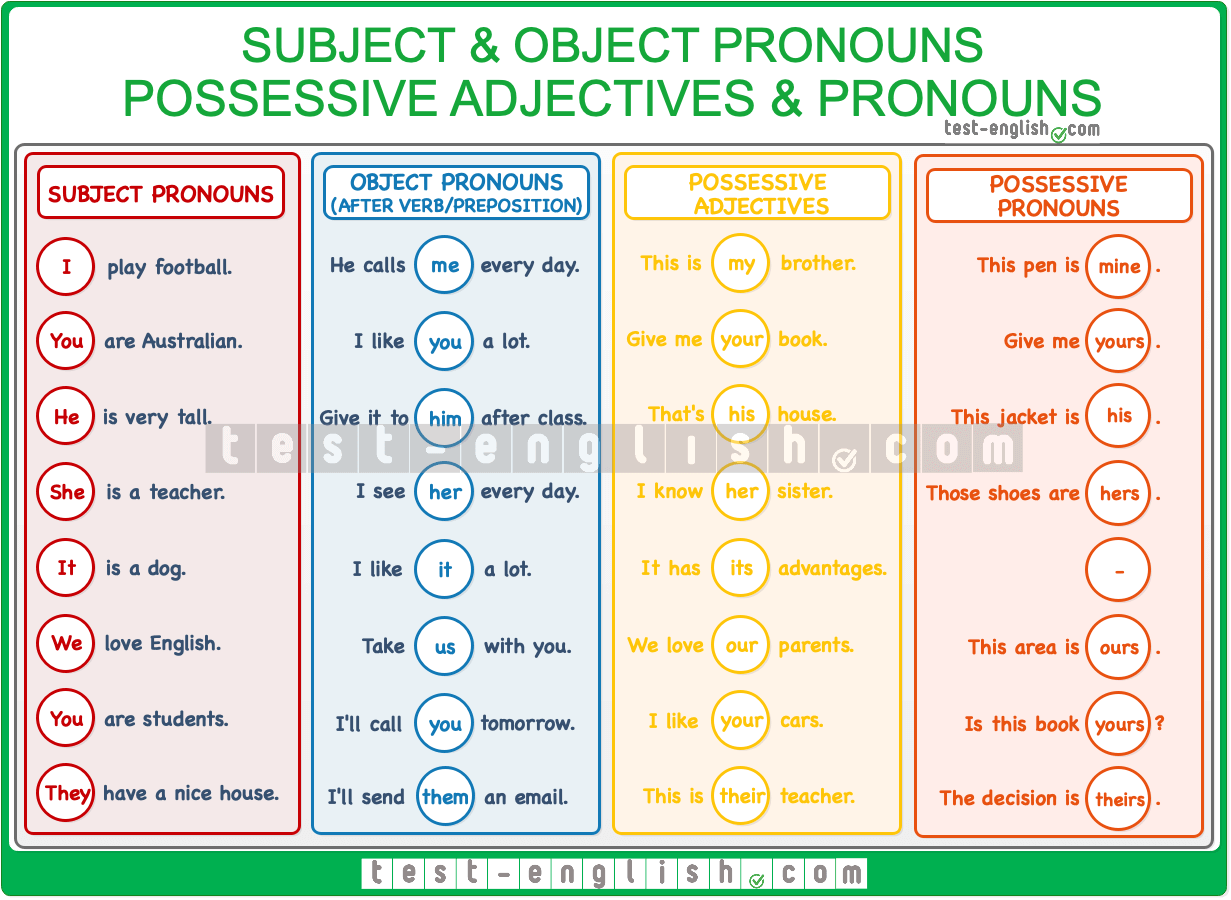 SUBJECT & OBJECT PRONOUNS
POSSESSIVE ADJECTIVES & PRONOUNS
test-english.com
SUBJECT PRONOUNS
I play football.
You are Australian.
He is very tall.
She is a teacher.
It is a dog.
We love English.
You are students.
They have a nice house.
OBJECT PRONOUNS
(AFTER VERB/PREPOSITION)
He calls me every day.
I like you a lot.
Give it to him after class.
I see her every day.
I like it a lot.
Take us with you.
I'll call you tomorrow.
I'll send them an email.
POSSESSIVE
ADJECTIVES
This is my brother.
Give me your book.
That's his house.
I know her sister.
It has its advantages.
We love our parents.
I like your cars.
This is their teacher.
POSSESSIVE
PRONOUNS
This pen is mine.
Give me yours.
This jacket is his.
Those shoes are hers.
-
This area is ours.
Is this book yours?
The decision is theirs.
test-english.com
test-english.com